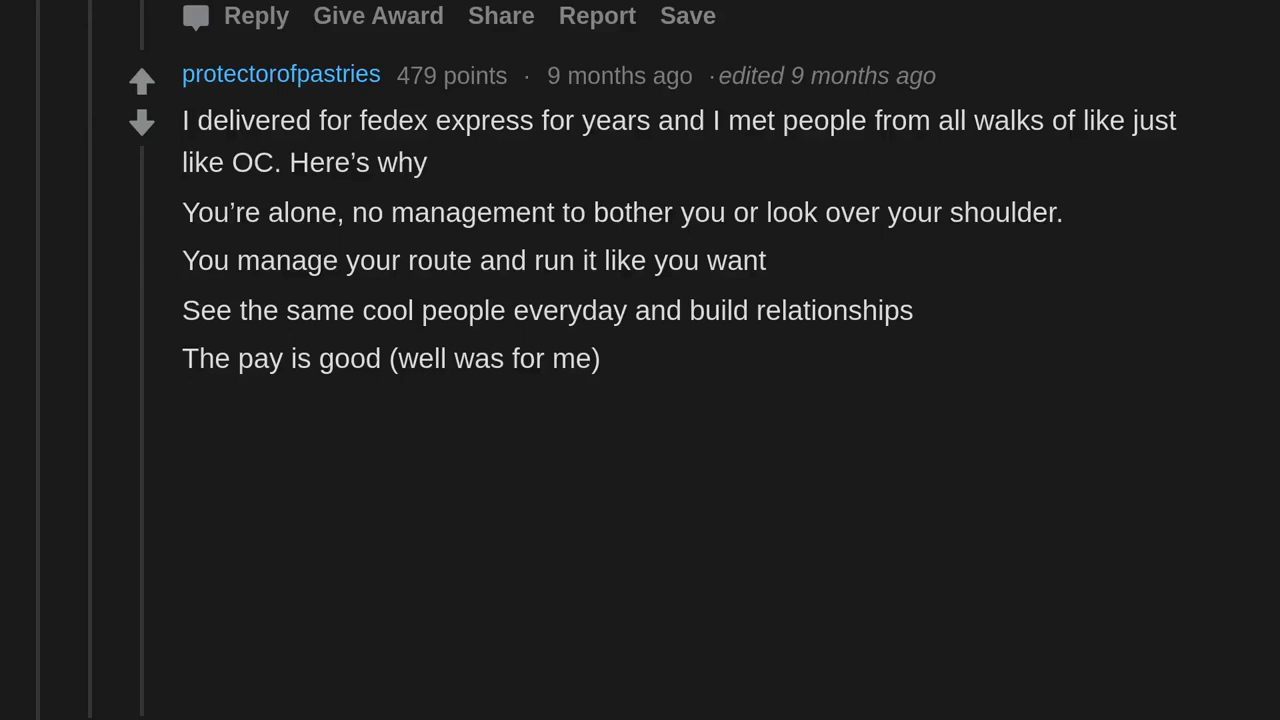 Reply Give Award Share Report Save
protectorofpastries 479 points · 9 months ago · edited 9 months ago
I delivered for fedex express for years and I met people from all walks of like just
like OC. Here’s why
You’re alone, no management to bother you or look over your shoulder.
You manage your route and run it like you want
See the same cool people everyday and build relationships
The pay is good (well was for me)